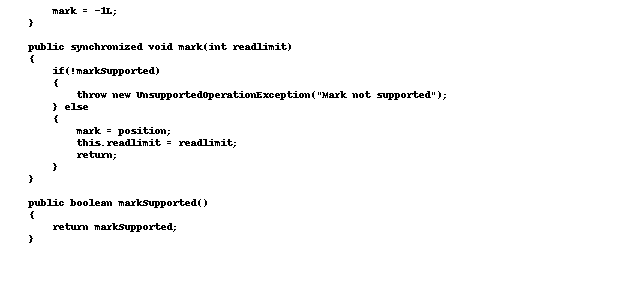 mark = -1L;
}
public synchronized void mark(int readlimit)
{
if(!markSupported)
{
throw new UnsupportedOperationException("Mark not supported");
} else
{
mark = position;
this.readlimit = readlimit;
return;
}
}
public boolean markSupported()
{
return markSupported;
}